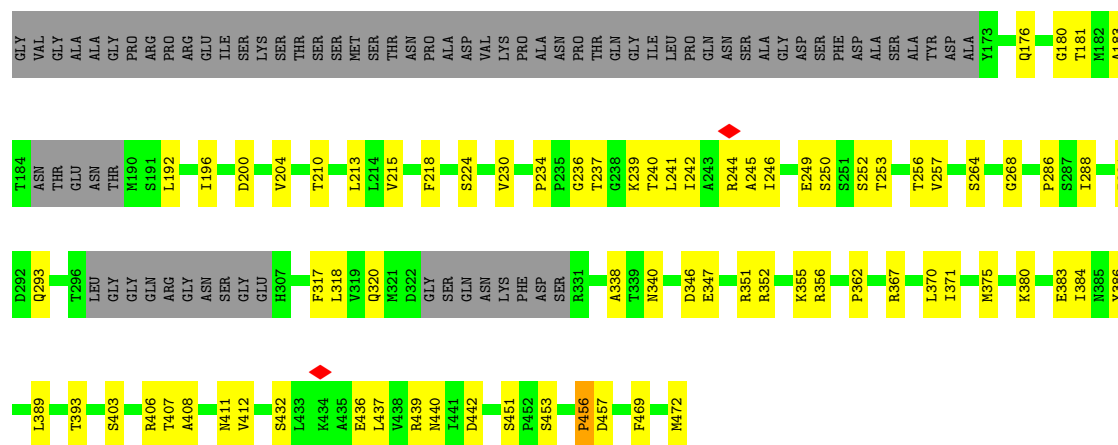 GLY VAL GLY ALA ALA GLY PRO ARG PRO ARG GLU ILE SER LYS SER THR SER SER MET SER THR ASN PRO ALA ASP VAL LYS PRO ALA ASN PRO THR GLN GLY ILE LEU PRO GLN ASN SER ALA GLY ASP SER PHE ASP ALA SER ALA TYR ASP ALA Y173 Q176 G180 T181 M182 A183
T184 ASN THR GLU ASN THR M190 S191 L192 I196 D200 V204 T210 L213 L214 V215 F218 S224 V230 P234 P235 G236 T237 G238 K239 T240 L241 I242 A243 R244 A245 I246 E249 S250 S251 S252 T253 T256 V257 S264 G268 P286 S287 I288
D292 Q293 T296 LEU GLY GLY GLN ARG GLY ASN SER GLY GLU H307 F317 L318 V319 Q320 M321 D322 GLY SER GLN ASN LYS PHE ASP SER R331 A338 T339 N340 D346 E347 R351 R352 K355 R356 P362 R367 L370 I371 M375 K380 E383 I384 N385 Y386
L389 T393 S403 R406 T407 A408 N411 V412 S432 L433 K434 A435 E436 L437 V438 R439 N440 I441 D442 S451 P452 S453 P456 D457 F469 M472